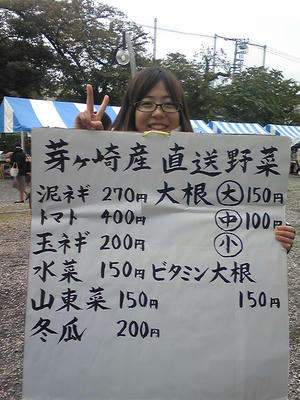 芽ヶ崎産 直送野菜
泥ネギ 270円 大根 大 150円
トマト 400円 中 100円
玉ネギ 200円 小
水菜 150円 ビタミン大根
山東菜 150円 150円
冬瓜 200円